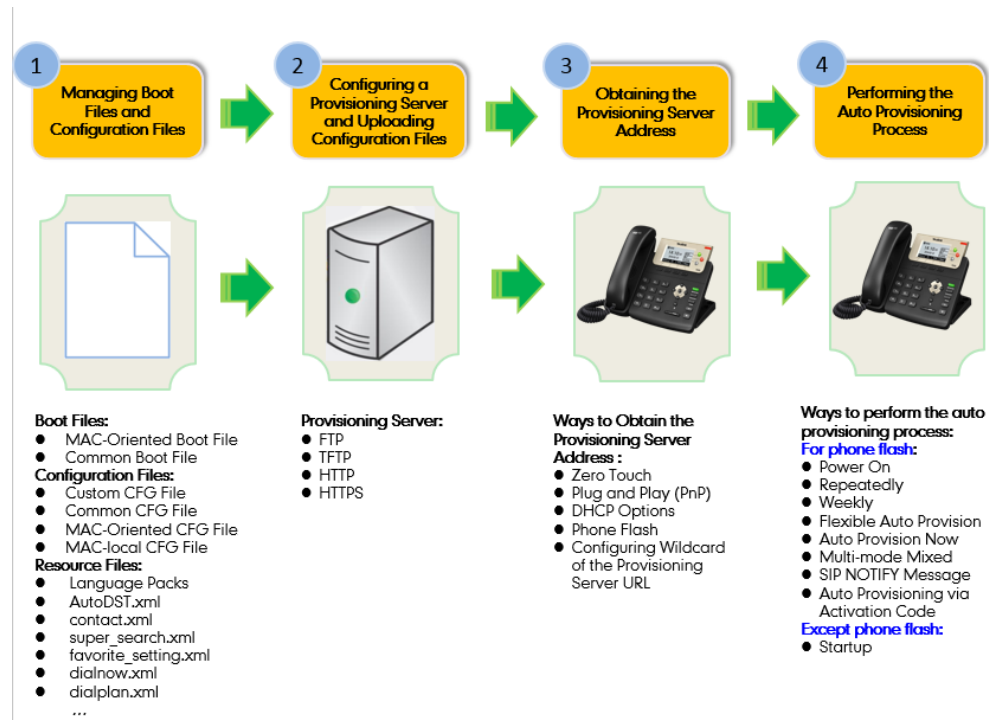 1
Managing Boot
Files and
Configuration Files
2
Configuring a
Provisioning Server
and Uploading
Configuration Files
3
Obtaining the
Provisioning Server
Address
4
Performing the
Auto Provisioning
Process
Boot Files:
● MAC-Oriented Boot File
● Common Boot File
Configuration Files:
● Custom CFG File
● Common CFG File
● MAC-Oriented CFG File
● MAC-local CFG File
Resource Files:
● Language Packs
● AutoDST.xml
● contact.xml
● super_search.xml
● favorite_setting.xml
● dialnow.xml
● dialplan.xml
...
Provisioning Server:
● FTP
● TFTP
● HTTP
● HTTPS
Ways to Obtain the
Provisioning Server
Address :
● Zero Touch
● Plug and Play (PnP)
● DHCP Options
● Phone Flash
● Configuring Wildcard
of the Provisioning
Server URL
Ways to perform the auto
provisioning process:
For phone flash:
● Power On
● Repeatedly
● Weekly
● Flexible Auto Provision
● Auto Provision Now
● Multi-mode Mixed
● SIP NOTIFY Message
● Auto Provisioning via
Activation Code
Except phone flash:
● Startup